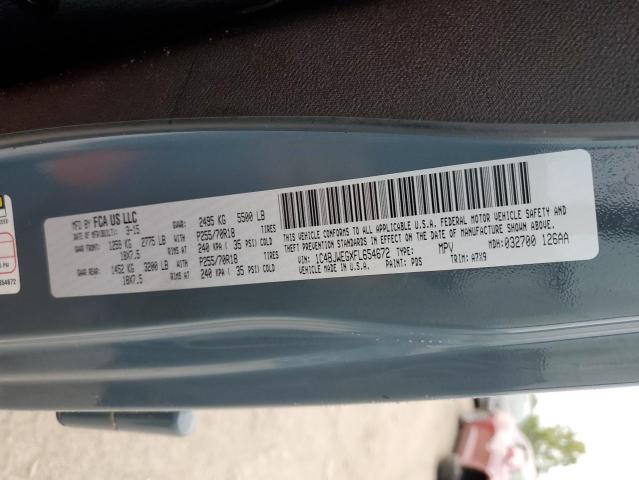 MFD BY FCA US LLC
DATE OF MFR: 3-15 GVWR: 2495 KG 5500 LB
GAWR FRONT: 1259 KG 2775 LB WITH P255/70R18 TIRES
18X7.5 RIMS AT 240 KPA ( 35 PSI) COLD
GAWR REAR: 1452 KG 3200 LB WITH P255/70R18 TIRES
18X7.5 RIMS AT 240 KPA ( 35 PSI) COLD
THIS VEHICLE CONFORMS TO ALL APPLICABLE U.S.A. FEDERAL MOTOR VEHICLE SAFETY AND
THEFT PREVENTION STANDARDS IN EFFECT ON THE DATE OF MANUFACTURE SHOWN ABOVE.
VIN: 1C4BJWEGXFL654672 TYPE: MPV MDH: 032700 126AA
VEHICLE MADE IN U.S.A. PAINT: PDS TRIM: A7X9
654672